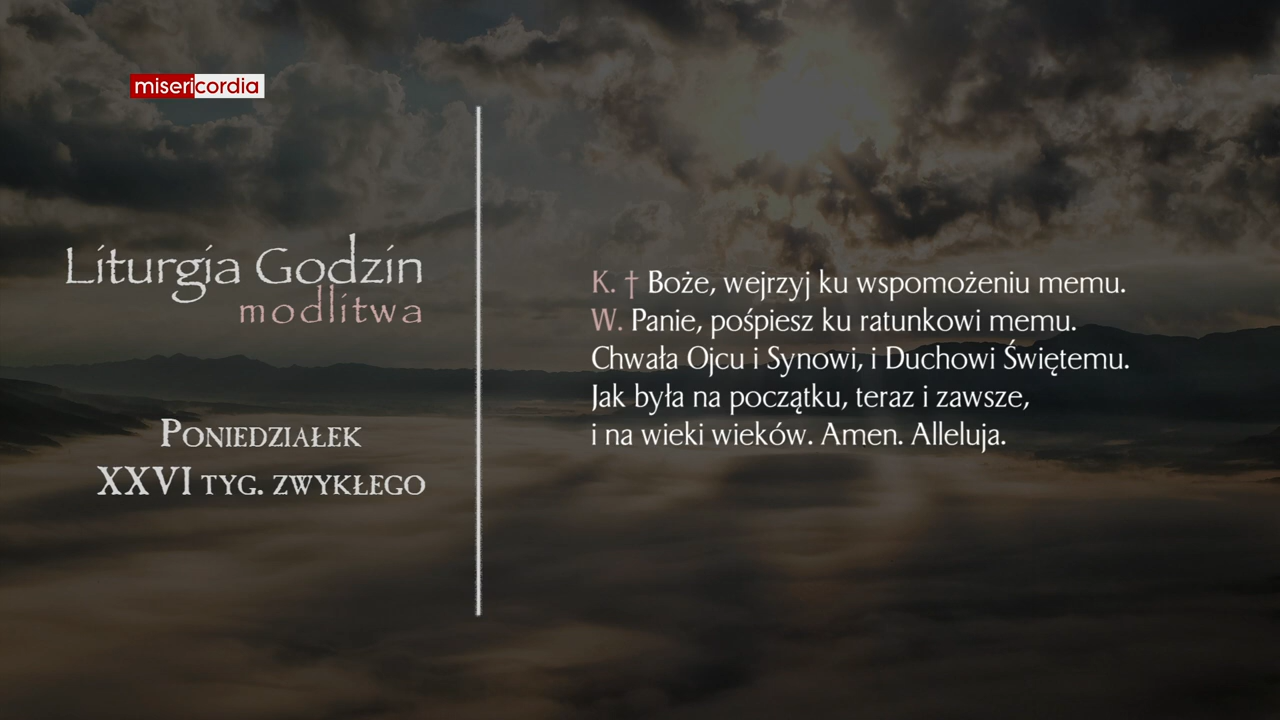 misericordia
Liturgia Godzin
modlitwa
Poniedziałek
XXVI tyg. zwykłego
K. † Boże, wejrzyj ku wspomożeniu memu.
W. Panie, pośpiesz ku ratunkowi memu.
Chwała Ojcu i Synowi, i Duchowi Świętemu.
Jak była na początku, teraz i zawsze,
i na wieki wieków. Amen. Alleluja.